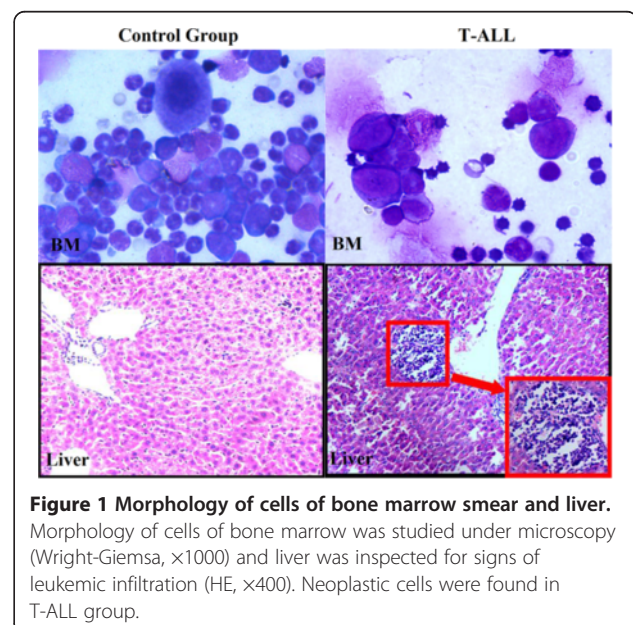 Control Group T-ALL
BM BM
Liver Liver
Figure 1 Morphology of cells of bone marrow smear and liver.
Morphology of cells of bone marrow was studied under microscopy
(Wright-Giemsa, ×1000) and liver was inspected for signs of
leukemic infiltration (HE, ×400). Neoplastic cells were found in
T-ALL group.